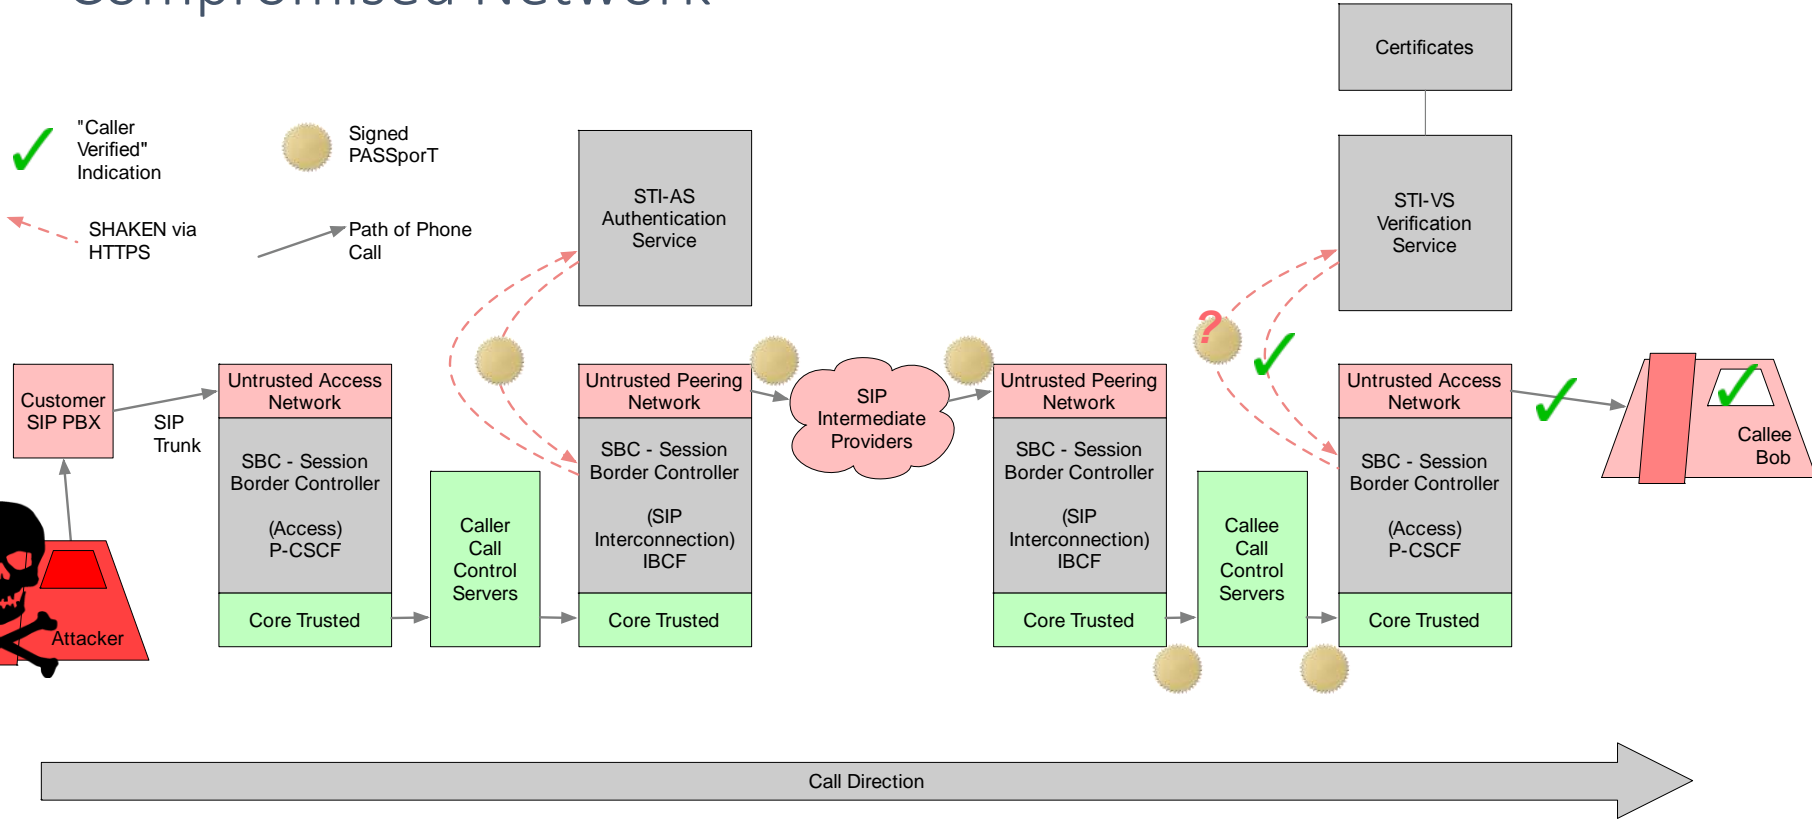 Compromised Network
Certificates
"Caller
Verified"
Indication
Signed
PASSporT
SHAKEN via
HTTPS
Path of Phone
Call
STI-AS
Authentication
Service
STI-VS
Verification
Service
?
Customer
SIP PBX
SIP
Trunk
Untrusted Access
Network
SBC - Session
Border Controller
(Access)
P-CSCF
Core Trusted
Caller
Call
Control
Servers
Untrusted Peering
Network
SBC - Session
Border Controller
(SIP
Interconnection)
IBCF
Core Trusted
SIP
Intermediate
Providers
Untrusted Peering
Network
SBC - Session
Border Controller
(SIP
Interconnection)
IBCF
Core Trusted
Callee
Call
Control
Servers
Untrusted Access
Network
SBC - Session
Border Controller
(Access)
P-CSCF
Core Trusted
Callee
Bob
Attacker
Call Direction